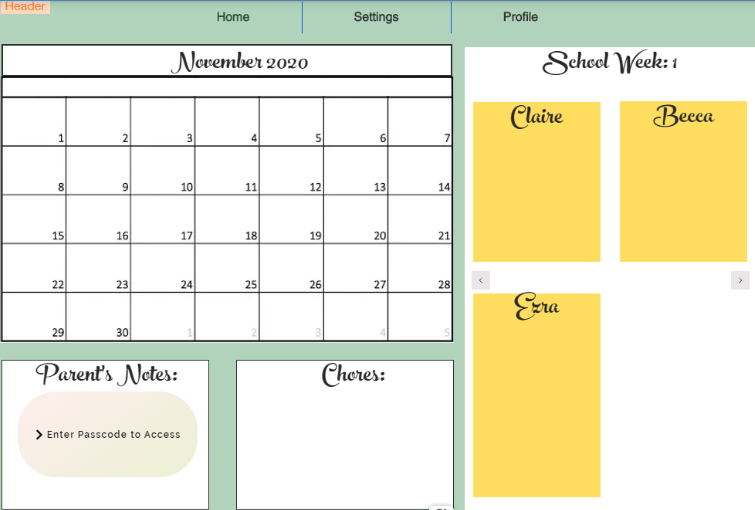 Header
Home Settings Profile
November 2020
1 2 3 4 5 6 7
8 9 10 11 12 13 14
15 16 17 18 19 20 21
22 23 24 25 26 27 28
29 30 1 2 3 4 5
Parent's Notes:
Enter Passcode to Access
Chores:
School Week: 1
Claire Becca
Ezra